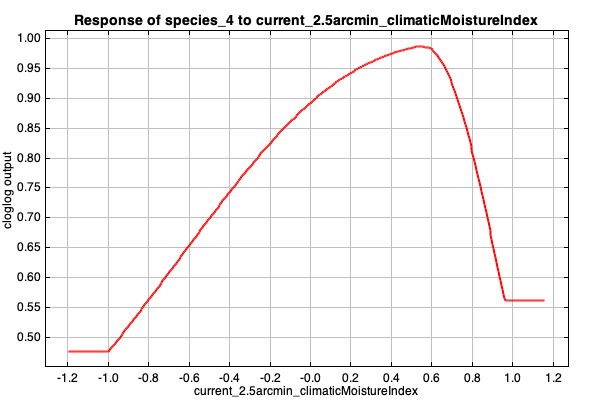 Response of species_4 to current_2.5arcmin_climaticMoistureIndex
1.00
0.95
0.90
0.85
0.80
0.75
0.70
0.65
0.60
0.55
0.50
cloglog output
-1.2 -1.0 -0.8 -0.6 -0.4 -0.2 -0.0 0.2 0.4 0.6 0.8 1.0 1.2
current_2.5arcmin_climaticMoistureIndex